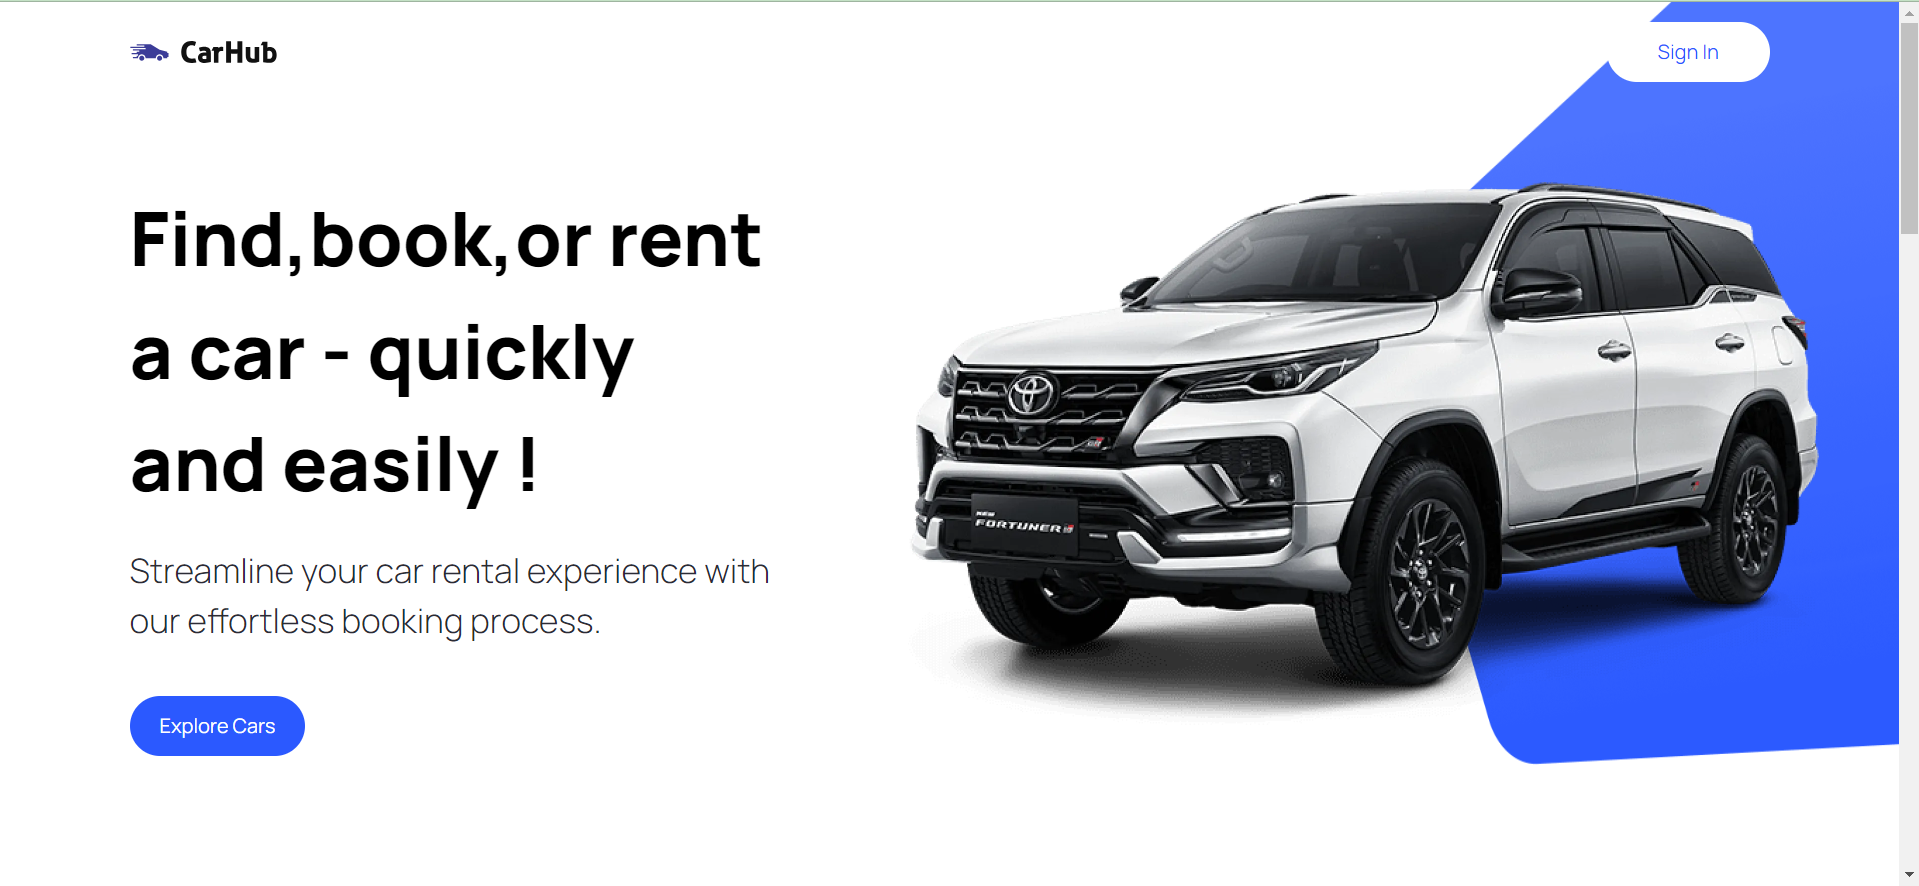 CarHub
Sign In
Find,book,or rent
a car - quickly
and easily !
Streamline your car rental experience with
our effortless booking process.
Explore Cars
NEW
FORTUNER
GR